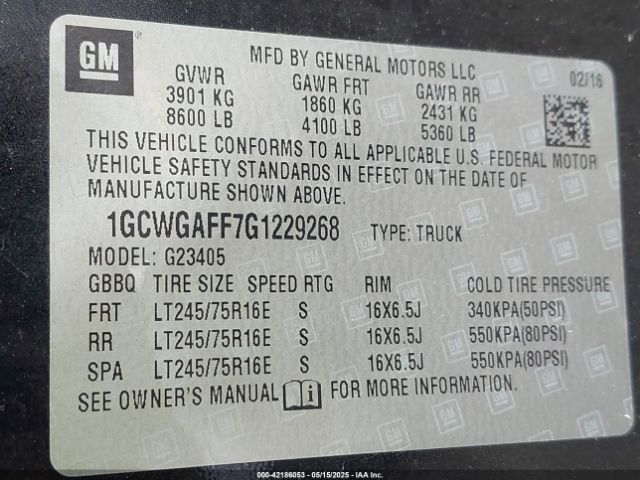 GM
MFD BY GENERAL MOTORS LLC
02/16
GVWR GAWR FRT GAWR RR
3901 KG 1860 KG 2431 KG
8600 LB 4100 LB 5360 LB
THIS VEHICLE CONFORMS TO ALL APPLICABLE U.S. FEDERAL MOTOR
VEHICLE SAFETY STANDARDS IN EFFECT ON THE DATE OF
MANUFACTURE SHOWN ABOVE.
1GCWGAFF7G1229268 TYPE: TRUCK
MODEL: G23405
GBBQ TIRE SIZE SPEED RTG RIM COLD TIRE PRESSURE
FRT LT245/75R16E S 16X6.5J 340KPA(50PSI)
RR LT245/75R16E S 16X6.5J 550KPA(80PSI)
SPA LT245/75R16E S 16X6.5J 550KPA(80PSI)
SEE OWNER'S MANUAL i FOR MORE INFORMATION.
000-42186053 - 05/15/2025 - IAA Inc.